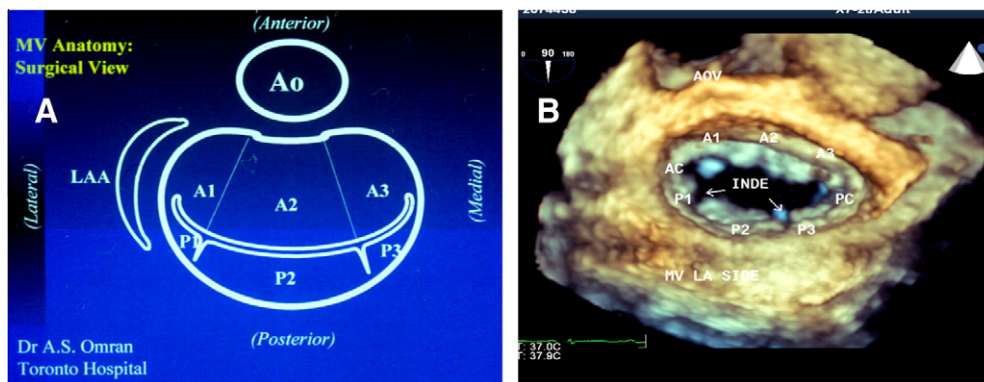 (Anterior)
MV Anatomy:
Surgical View
A
Ao
LAA
(Lateral)
(Medial)
A1
A2
A3
P1
P2
P3
(Posterior)
Dr A.S. Omran
Toronto Hospital
0 90 180
B
AOV
A1
A2
A3
AC
INDE
P1
PC
P2
P3
MV LA SIDE
T: 37.0C
T: 37.9C